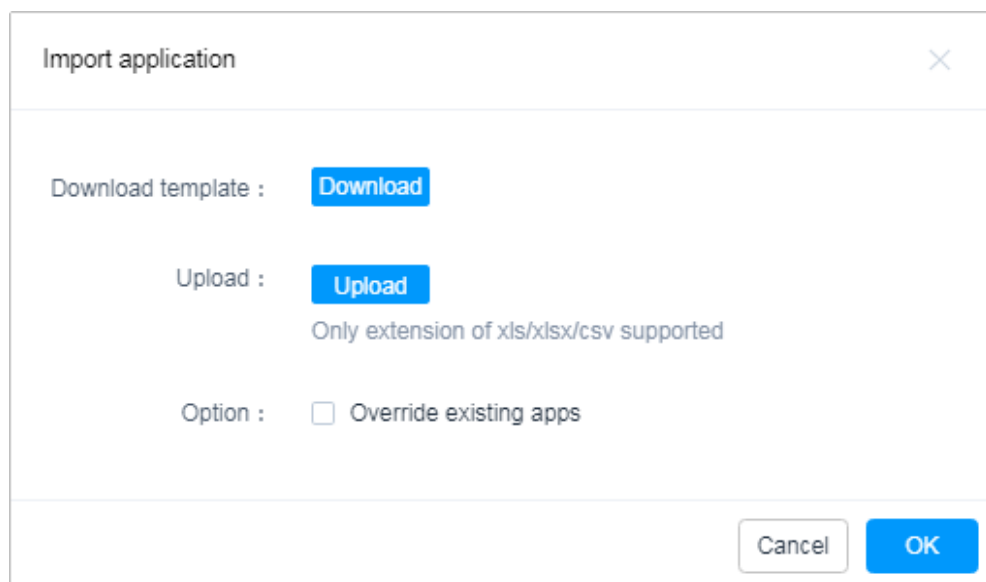 Import application
Download template : Download
Upload : Upload
Only extension of xls/xlsx/csv supported
Option : Override existing apps
Cancel OK